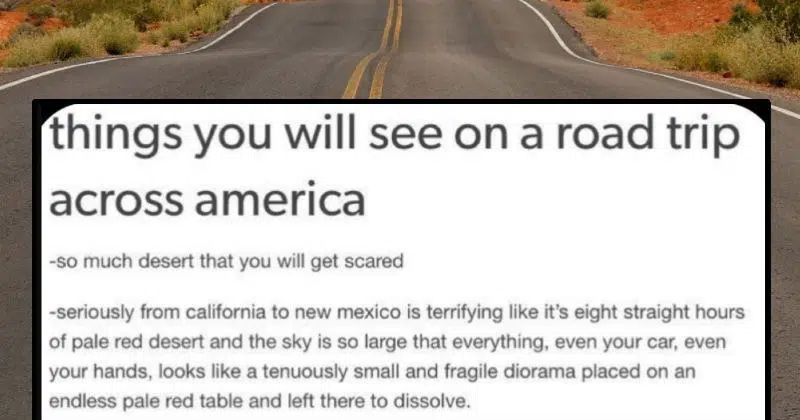 things you will see on a road trip
across america
-so much desert that you will get scared
-seriously from california to new mexico is terrifying like it's eight straight hours
of pale red desert and the sky is so large that everything, even your car, even
your hands, looks like a tenuously small and fragile diorama placed on an
endless pale red table and left there to dissolve.